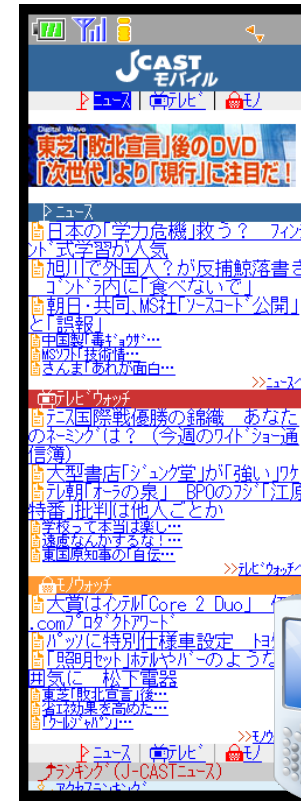 JCAST
モバイル
ニュース | テレビ | モノ
Digital Wave
東芝「敗北宣言」後のDVD
「次世代」より「現行」に注目だ!
ニュース
日本の「学力危機」救う? フィン
ンド式学習が人気
旭川で外国人?が反捕鯨落書き
ゴンドラ内に「食べないで」
朝日・共同、MS社「ソースコード公開」
と「誤報」
中国製「毒ギョウザ…
MSソフト「技術情…
さんま「あれが面白…
>>ニュースへ
テレビウォッチ
テニス国際戦優勝の錦織 あなた
のネーミングは? (今週のワイドショー通
信簿)
大型書店「ジュンク堂」が「強い」ワケ
テレ朝「オーラの泉」 BPOのフジ「江原
特番」批判は他人ごとか
学校って本当は楽し…
遠慮なんかするな!…
東国原知事の「自伝…
>>テレビウォッチへ
モノウォッチ
大賞はインテル「Core 2 Duo」
.comプロダクトアワード
パッソに特別仕様車設定 トヨ
「照明セット」ホテルやバーのような
囲気に 松下電器
東芝「敗北宣言」後…
省エネ効果を高めた…
「クールジャパン」…
>>モノウ
ニュース | テレビ | モノ
ランキング(J-CASTニュース)
アクセスランキング